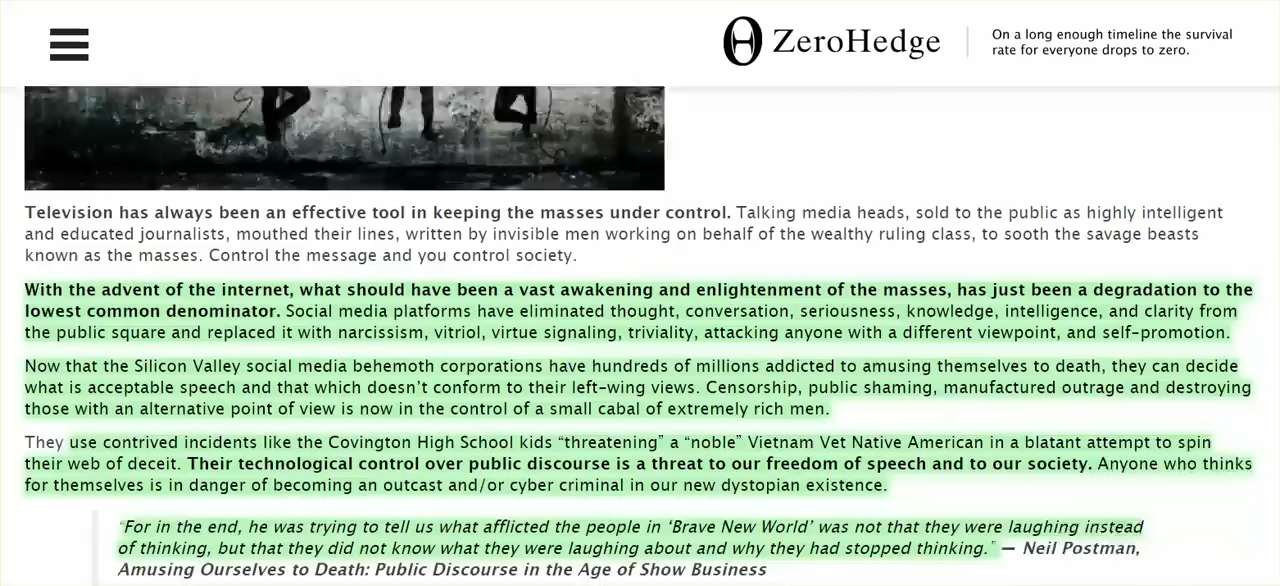 ZeroHedge
On a long enough timeline the survival
rate for everyone drops to zero.
Television has always been an effective tool in keeping the masses under control. Talking media heads, sold to the public as highly intelligent
and educated journalists, mouthed their lines, written by invisible men working on behalf of the wealthy ruling class, to sooth the savage beasts
known as the masses. Control the message and you control society.
With the advent of the internet, what should have been a vast awakening and enlightenment of the masses, has just been a degradation to the
lowest common denominator. Social media platforms have eliminated thought, conversation, seriousness, knowledge, intelligence, and clarity from
the public square and replaced it with narcissism, vitriol, virtue signaling, triviality, attacking anyone with a different viewpoint, and self-promotion.
Now that the Silicon Valley social media behemoth corporations have hundreds of millions addicted to amusing themselves to death, they can decide
what is acceptable speech and that which doesn't conform to their left-wing views. Censorship, public shaming, manufactured outrage and destroying
those with an alternative point of view is now in the control of a small cabal of extremely rich men.
They use contrived incidents like the Covington High School kids “threatening” a “noble” Vietnam Vet Native American in a blatant attempt to spin
their web of deceit. Their technological control over public discourse is a threat to our freedom of speech and to our society. Anyone who thinks
for themselves is in danger of becoming an outcast and/or cyber criminal in our new dystopian existence.
“For in the end, he was trying to tell us what afflicted the people in ‘Brave New World’ was not that they were laughing instead
of thinking, but that they did not know what they were laughing about and why they had stopped thinking.” — Neil Postman,
Amusing Ourselves to Death: Public Discourse in the Age of Show Business